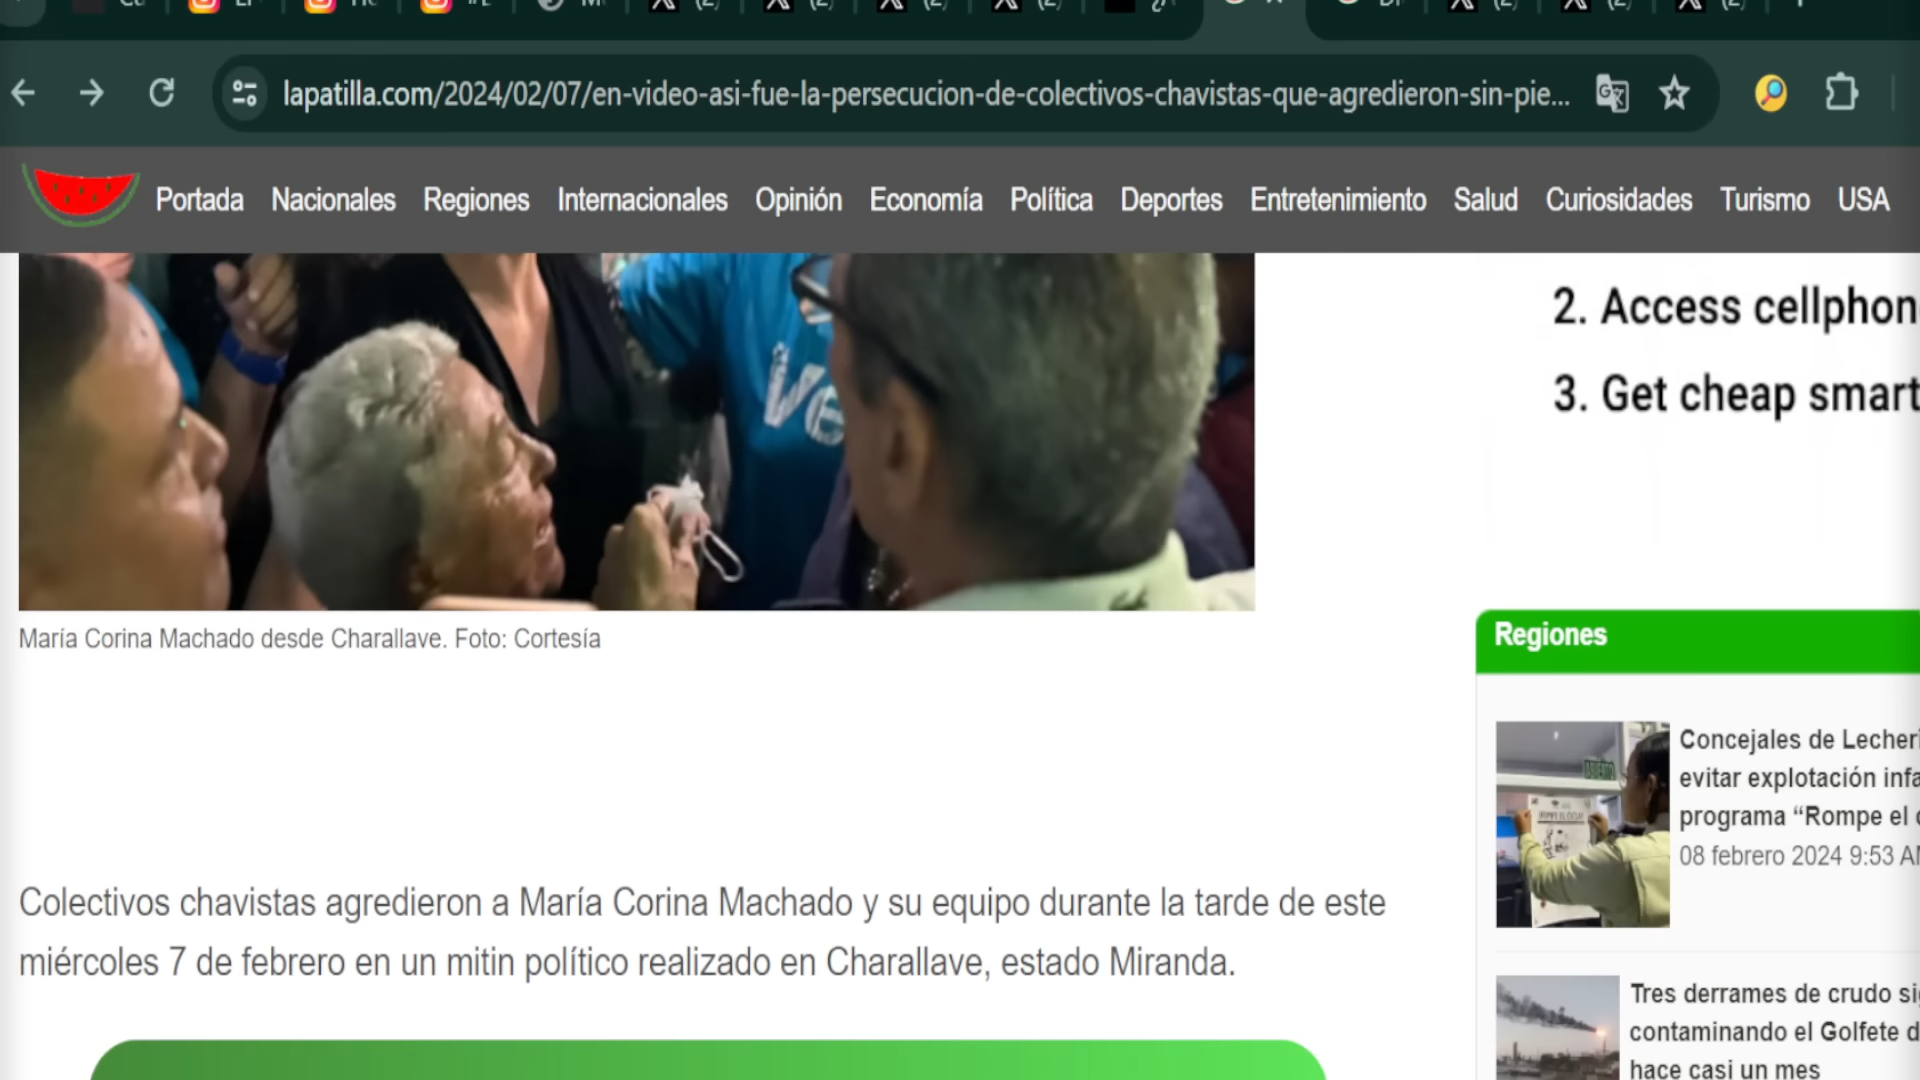 lapatilla.com/2024/02/07/en-video-asi-fue-la-persecucion-de-colectivos-chavistas-que-agredieron-sin-pie...
Portada Nacionales Regiones Internacionales Opinión Economía Política Deportes Entretenimiento Salud Curiosidades Turismo USA
2. Access cellphon
3. Get cheap smart
Ve
María Corina Machado desde Charallave. Foto: Cortesía
Colectivos chavistas agredieron a María Corina Machado y su equipo durante la tarde de este
miércoles 7 de febrero en un mitin político realizado en Charallave, estado Miranda.
Regiones
Concejales de Lecherí
evitar explotación infa
programa “Rompe el c
08 febrero 2024 9:53 AM
Tres derrames de crudo sig
contaminando el Golfete d
hace casi un mes